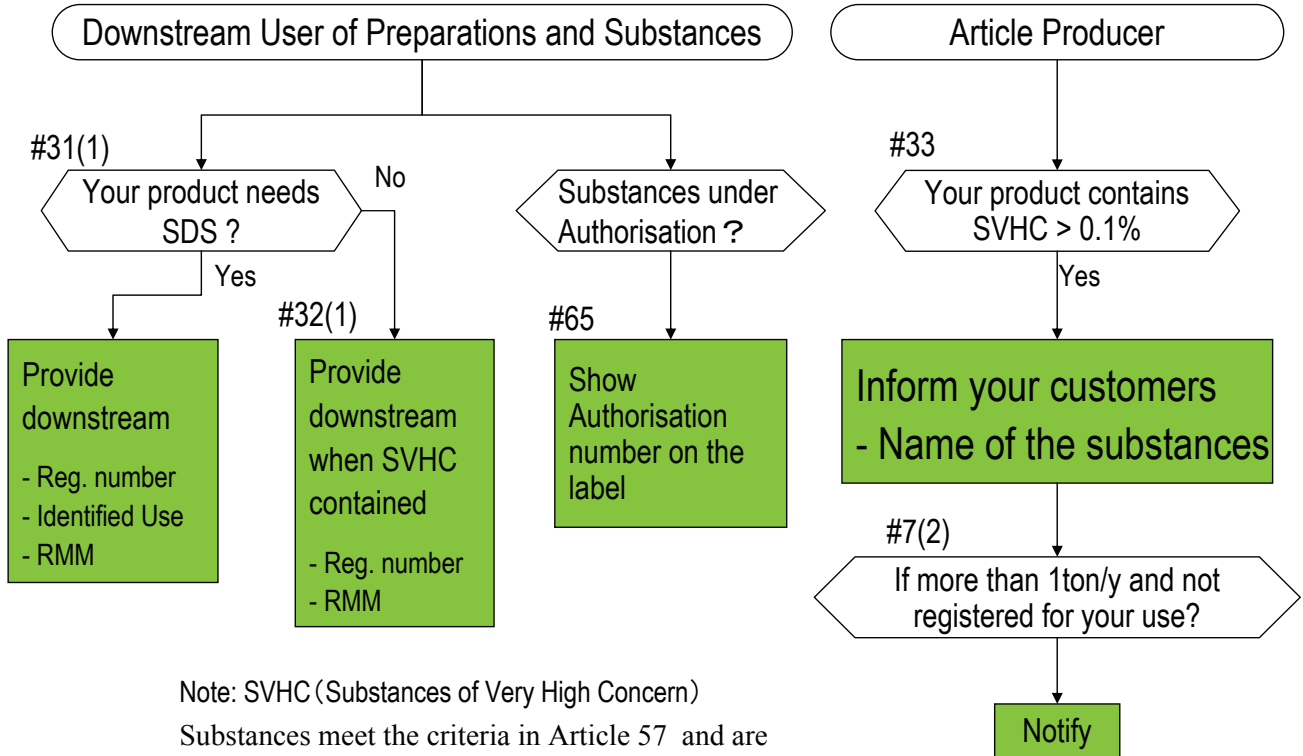 Downstream User of Preparations and Substances
#31(1)
Your product needs
SDS ?
No
Yes
Provide
downstream
- Reg. number
- Identified Use
- RMM
#32(1)
Provide
downstream
when SVHC
contained
- Reg. number
- RMM
Substances under
Authorisation？
#65
Show
Authorisation
number on the
label
Article Producer
#33
Your product contains
SVHC > 0.1%
Yes
Inform your customers
- Name of the substances
#7(2)
If more than 1ton/y and not
registered for your use?
Notify
Note: SVHC（Substances of Very High Concern）
Substances meet the criteria in Article 57 and are